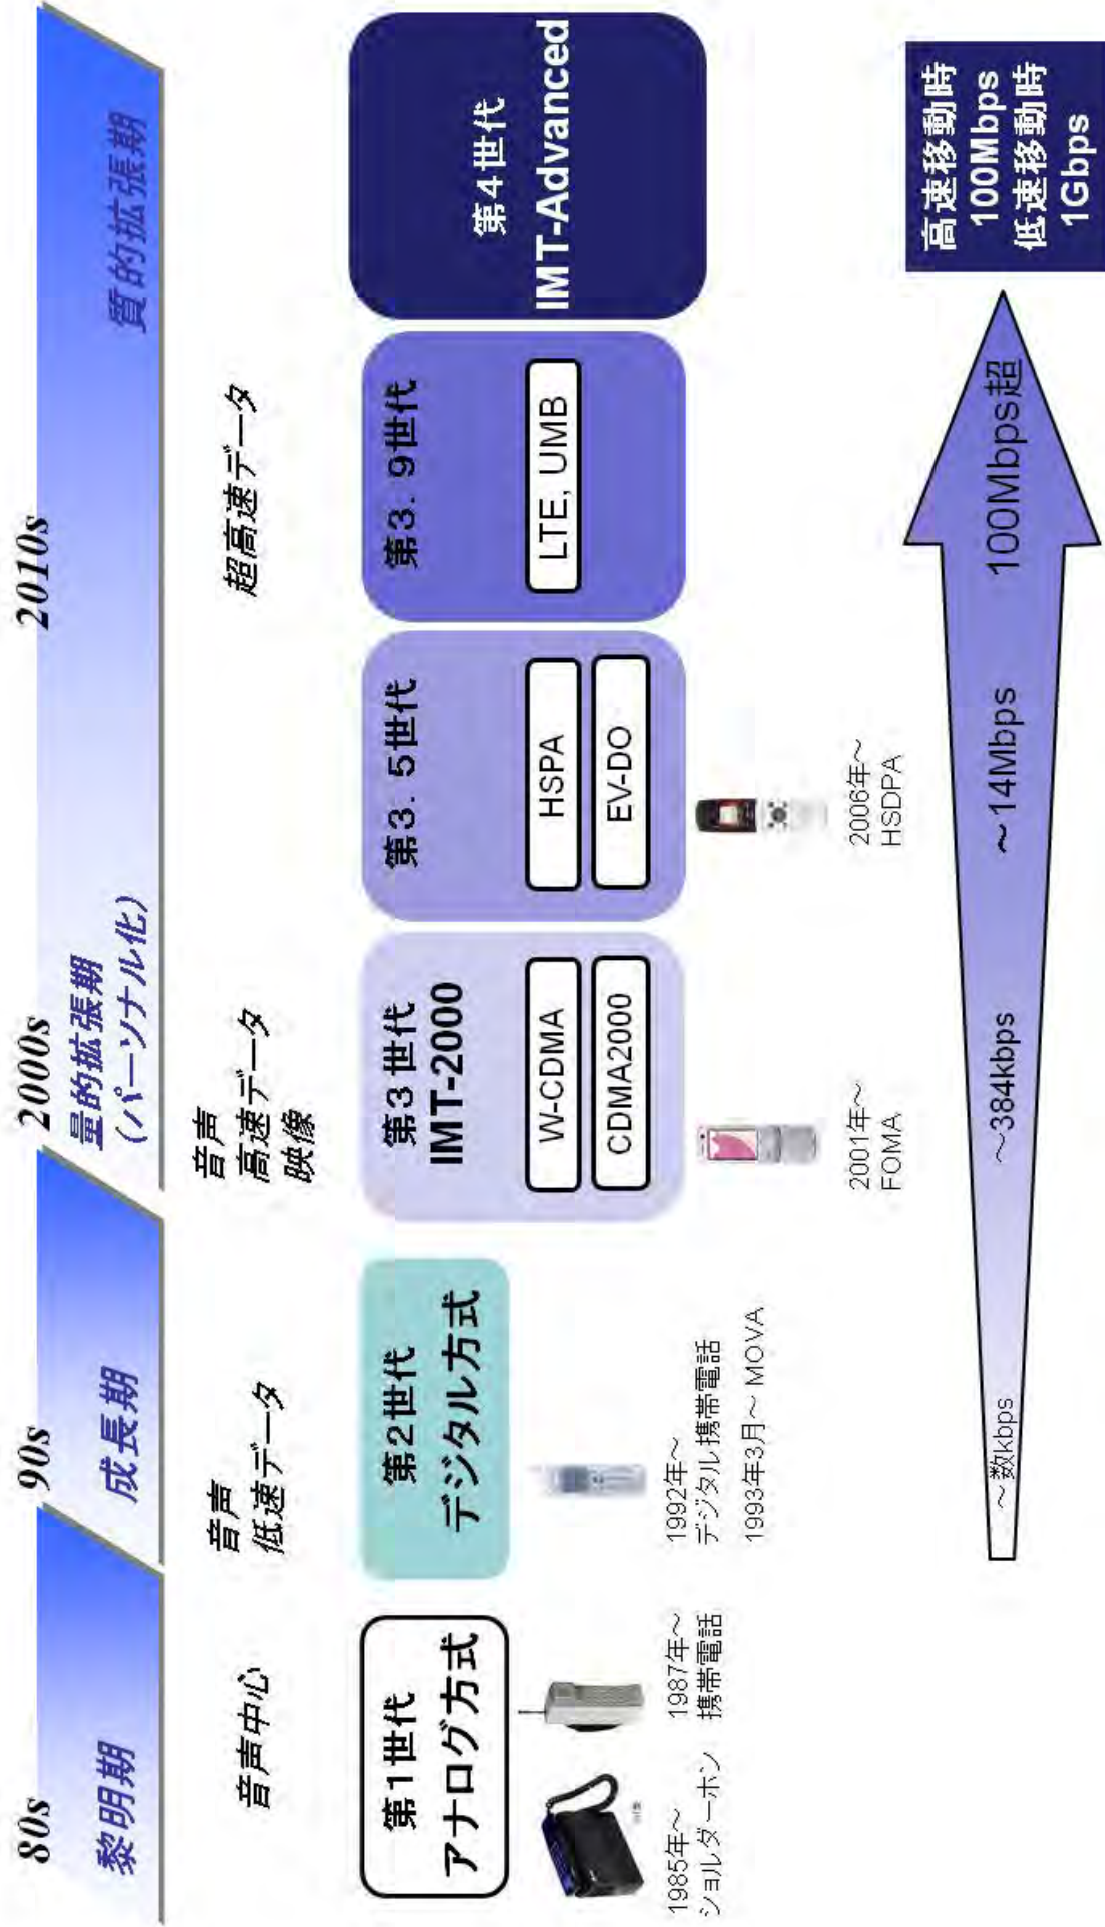 80s
90s
2000s
2010s
黎明期
成長期
量的拡張期
（パーソナル化）
質的拡張期
音声中心
音声
低速データ
音声
高速データ
映像
超高速データ
第1世代
アナログ方式
第2世代
デジタル方式
第3世代
IMT-2000
W-CDMA
CDMA2000
第3．5世代
HSPA
EV-DO
第3．9世代
LTE, UMB
第4世代
IMT-Advanced
1985年～
ショルダーホン
1987年～
携帯電話
1992年～
デジタル携帯電話
1993年3月～ MOVA
2001年～
FOMA
2006年～
HSDPA
～数kbps
～384kbps
～14Mbps
100Mbps超
高速移動時
100Mbps
低速移動時
1Gbps